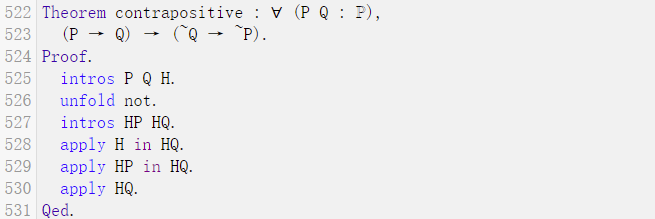 522 Theorem contrapositive : ∀ (P Q : ℙ),
523 (P → Q) → (~Q → ~P).
524 Proof.
525 intros P Q H.
526 unfold not.
527 intros HP HQ.
528 apply H in HQ.
529 apply HP in HQ.
530 apply HQ.
531 Qed.